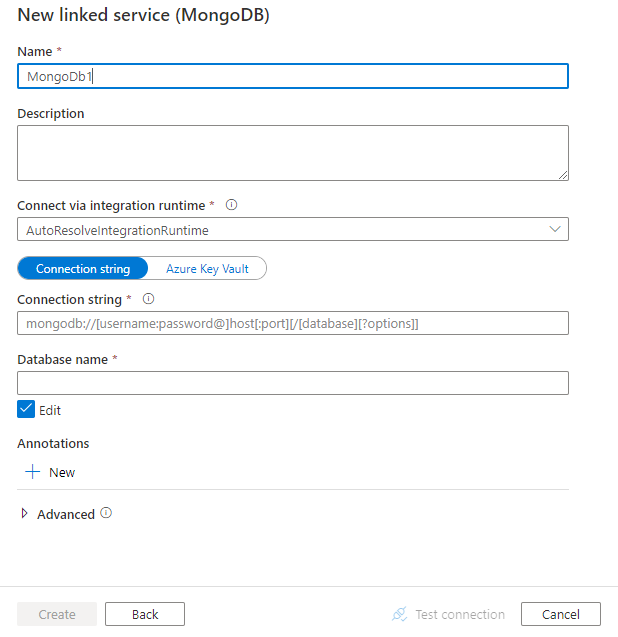 New linked service (MongoDB)
Name *
MongoDb1
Description
Connect via integration runtime *
AutoResolveIntegrationRuntime
Connection string Azure Key Vault
Connection string *
mongodb://[username:password@]host[:port][/[database][?options]]
Database name *
Edit
Annotations
New
Advanced
Create Back Test connection Cancel